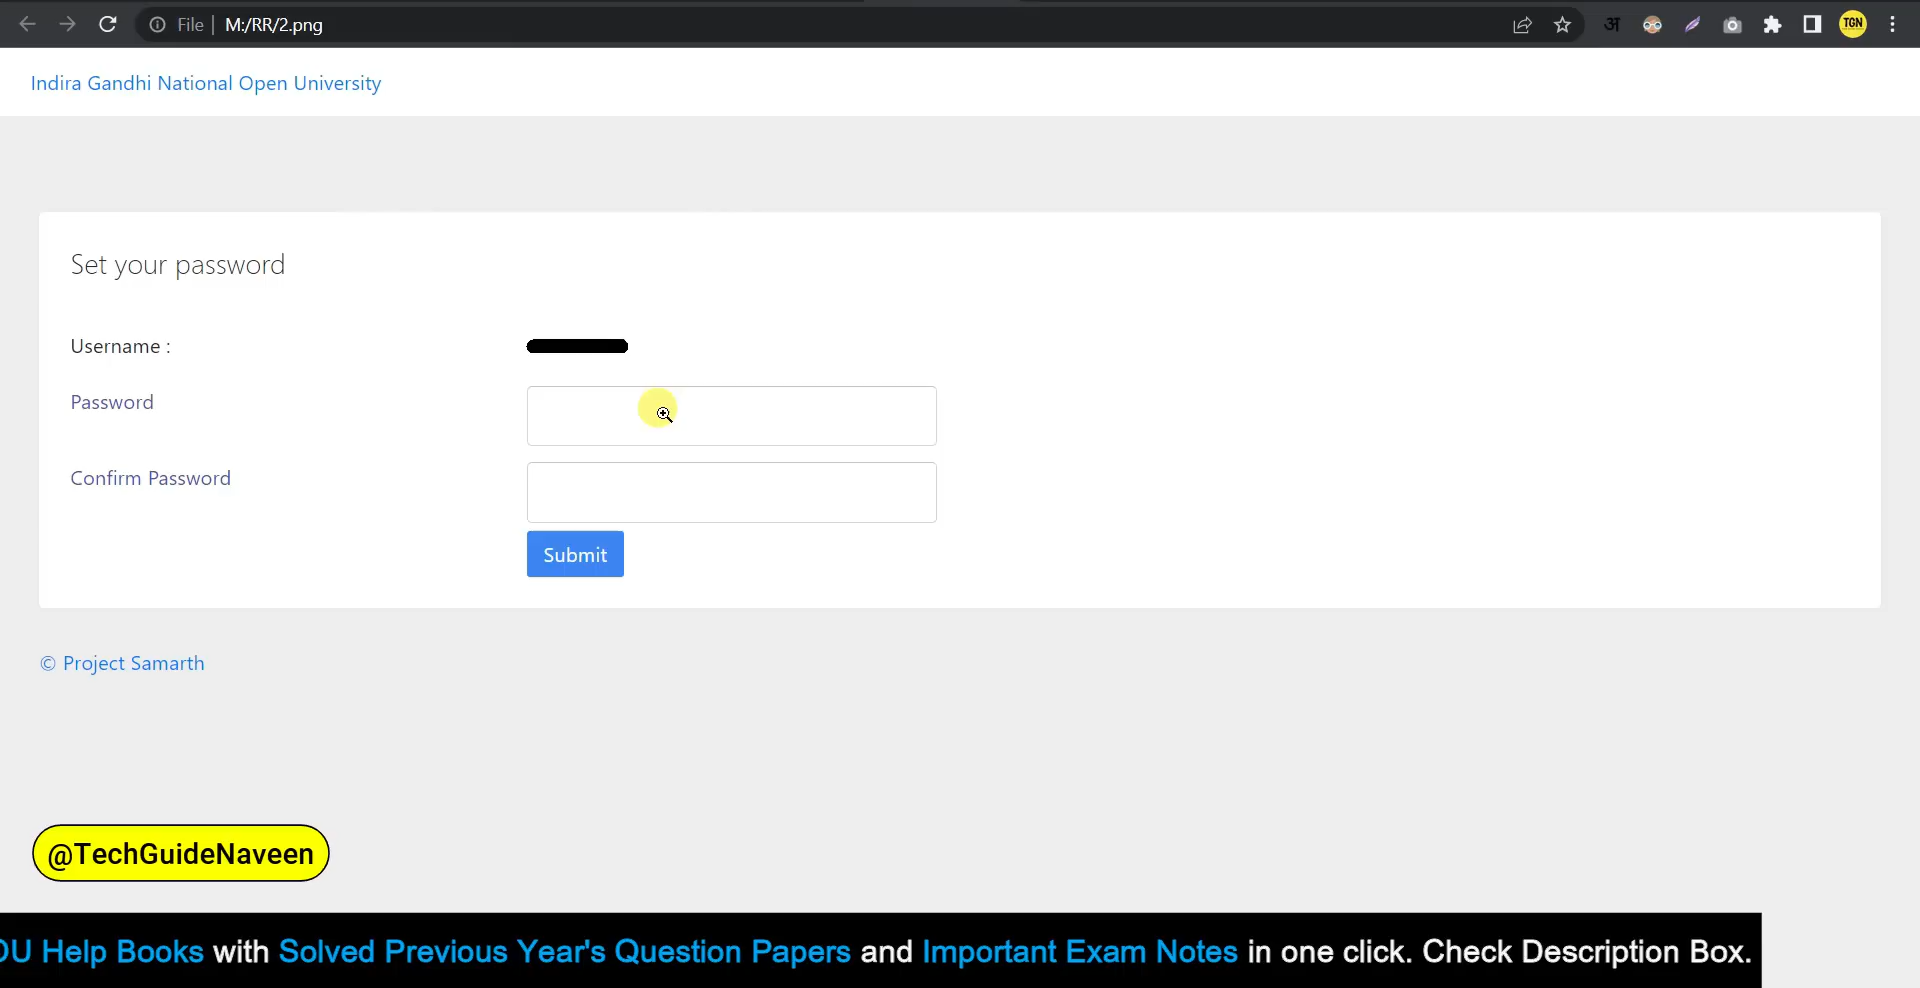 File | M:/RR/2.png
अ
TGN
Indira Gandhi National Open University
Set your password
Username :
Password
Confirm Password
Submit
© Project Samarth
@TechGuideNaveen
OU Help Books with Solved Previous Year's Question Papers and Important Exam Notes in one click. Check Description Box.